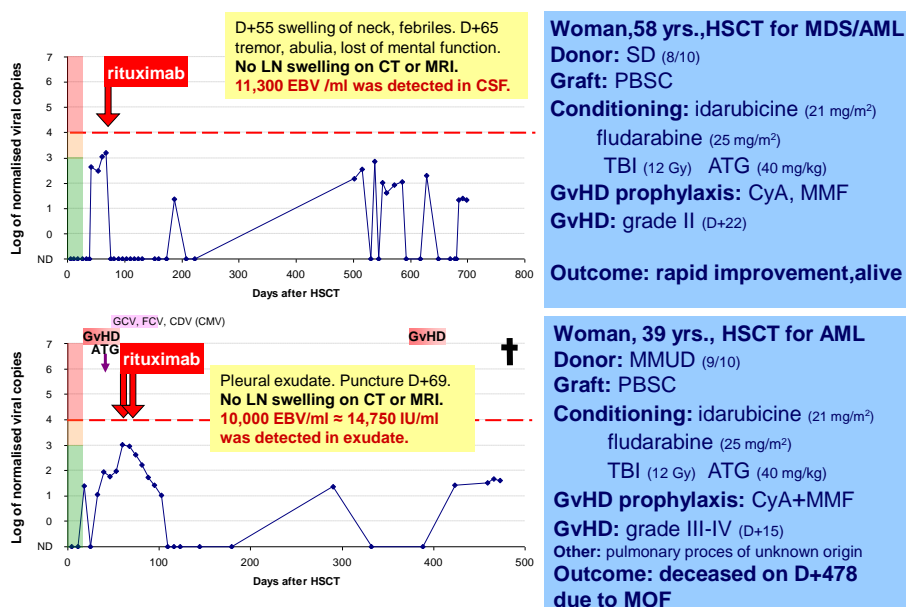 D+55 swelling of neck, febriles. D+65
tremor, abulia, lost of mental function.
No LN swelling on CT or MRI.
11,300 EBV /ml was detected in CSF.
rituximab
Log of normalised viral copies
7
6
5
4
3
2
1
0
ND
0 100 200 300 400 500 600 700 800
Days after HSCT
Woman,58 yrs.,HSCT for MDS/AML
Donor: SD (8/10)
Graft: PBSC
Conditioning: idarubicine (21 mg/m²)
fludarabine (25 mg/m²)
TBI (12 Gy) ATG (40 mg/kg)
GvHD prophylaxis: CyA, MMF
GvHD: grade II (D+22)
Outcome: rapid improvement,alive
GCV, FCV, CDV (CMV)
GvHD
ATG
rituximab
GvHD
Pleural exudate. Puncture D+69.
No LN swelling on CT or MRI.
10,000 EBV/ml ≈ 14,750 IU/ml
was detected in exudate.
Log of normalised viral copies
7
6
5
4
3
2
1
0
ND
0 100 200 300 400 500
Days after HSCT
Woman, 39 yrs., HSCT for AML
Donor: MMUD (9/10)
Graft: PBSC
Conditioning: idarubicine (21 mg/m²)
fludarabine (25 mg/m²)
TBI (12 Gy) ATG (40 mg/kg)
GvHD prophylaxis: CyA+MMF
GvHD: grade III-IV (D+15)
Other: pulmonary proces of unknown origin
Outcome: deceased on D+478
due to MOF